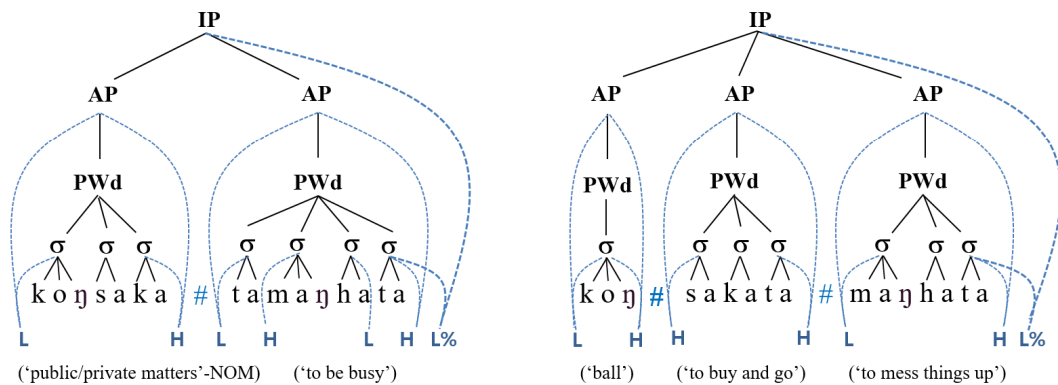 IP IP
AP AP AP AP AP
PWd PWd PWd PWd PWd
σ σ σ σ σ σ σ σ σ σ σ σ σ σ
k o ŋ s a k a # t a m a ŋ h a t a k o ŋ # s a k a t a # m a ŋ h a t a
L H L H L H L% L H H H L H L%
('public/private matters'-NOM) ('to be busy') ('ball') ('to buy and go') ('to mess things up')